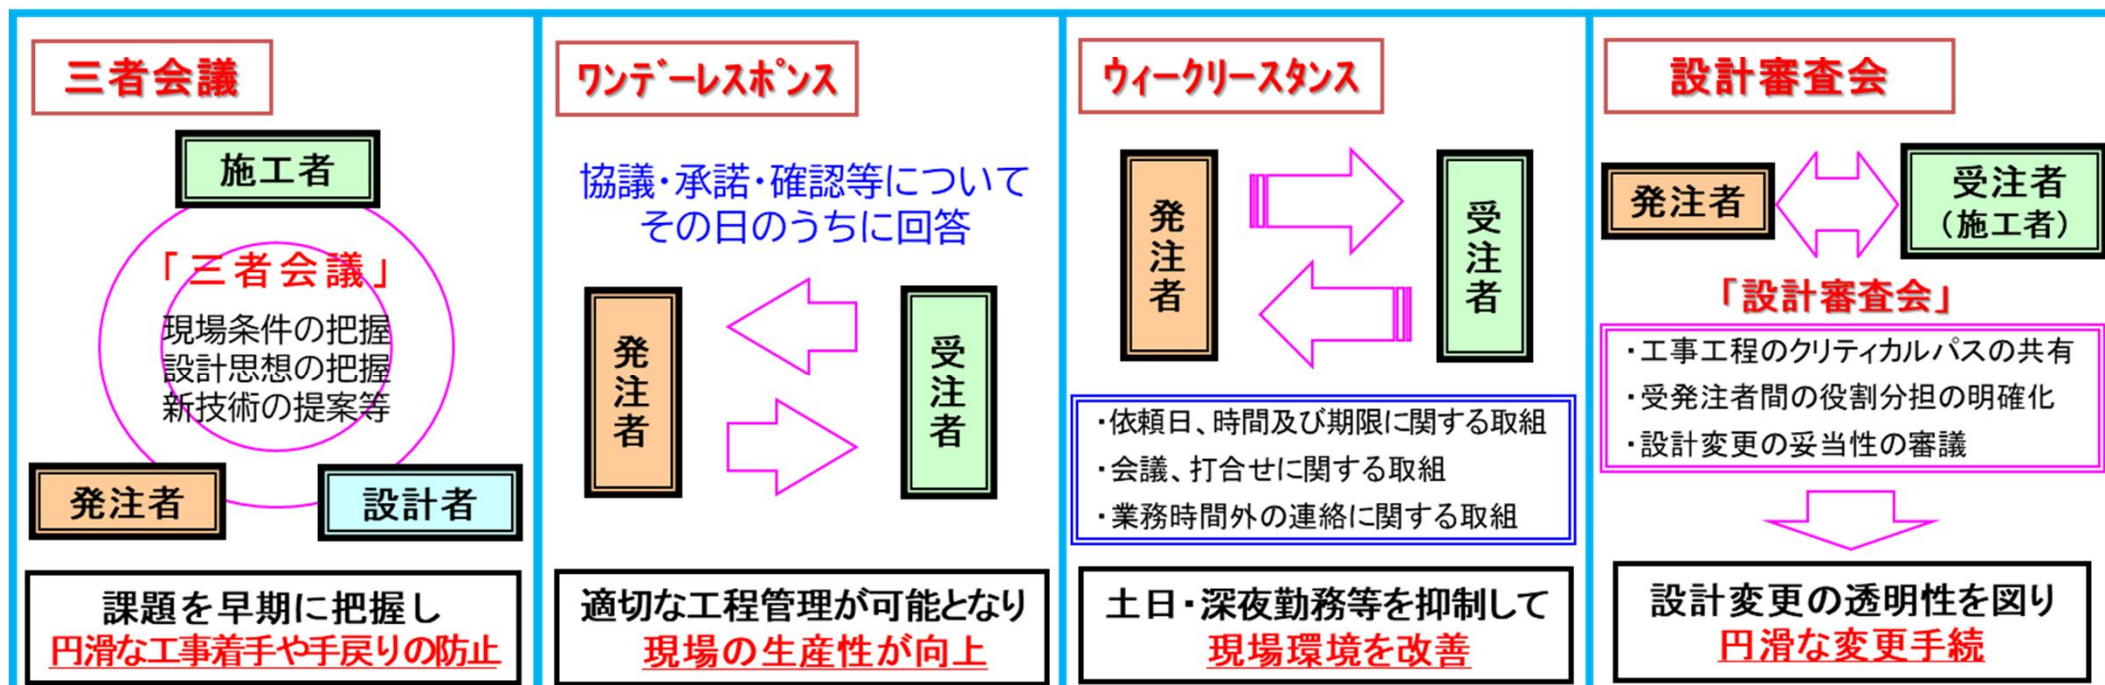 三者会議
施工者
「三者会議」
現場条件の把握
設計思想の把握
新技術の提案等
発注者
設計者
課題を早期に把握し
円滑な工事着手や手戻りの防止
ワンデーレスポンス
協議・承諾・確認等について
その日のうちに回答
発注者
受注者
適切な工程管理が可能となり
現場の生産性が向上
ウィークリースタンス
発注者
受注者
・依頼日、時間及び期限に関する取組
・会議、打合せに関する取組
・業務時間外の連絡に関する取組
土日・深夜勤務等を抑制して
現場環境を改善
設計審査会
発注者
受注者
(施工者)
「設計審査会」
・工事工程のクリティカルパスの共有
・受発注者間の役割分担の明確化
・設計変更の妥当性の審議
設計変更の透明性を図り
円滑な変更手続